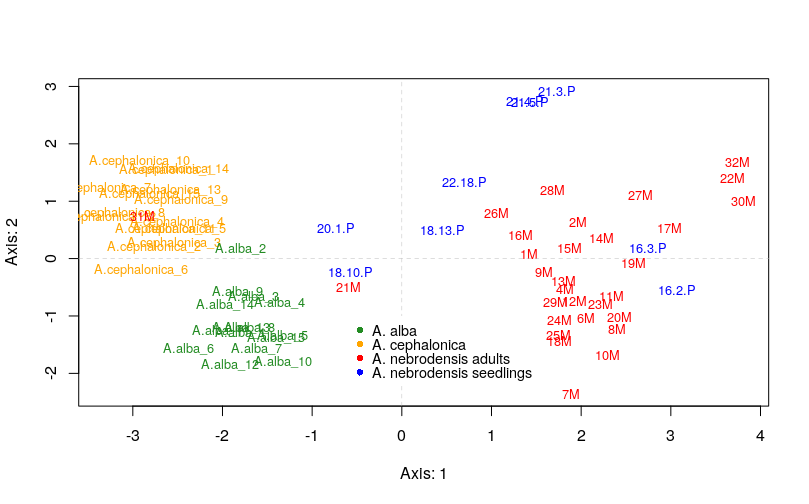 3
21.3.P
2
A.cephalonica_10
32M
22M
22.18.P
28M
27M
1
A.cephalonica_13
A.cephalonica_9
30M
26M
31M
A.cephalonica_4
2M
20.1.P
18.13.P
17M
16M
14M
A.alba_2
15M
16.3.P
1M
0
19M
A.cephalonica_6
18.10.P
9M
13M
21M
A.alba_9
4M
16.2.P
A.alba_3
11M
A.alba_14
A.alba_4
29M
12M
23M
-1
24M
6M
20M
A. alba
8M
A.alba_5
25M
A. cephalonica
18M
A.alba_6
A.alba_7
A. nebrodensis adults
10M
A.alba_12
A.alba_10
A. nebrodensis seedlings
-2
7M
-3
-2
-1
0
1
2
3
4
Axis: 1
Axis: 2